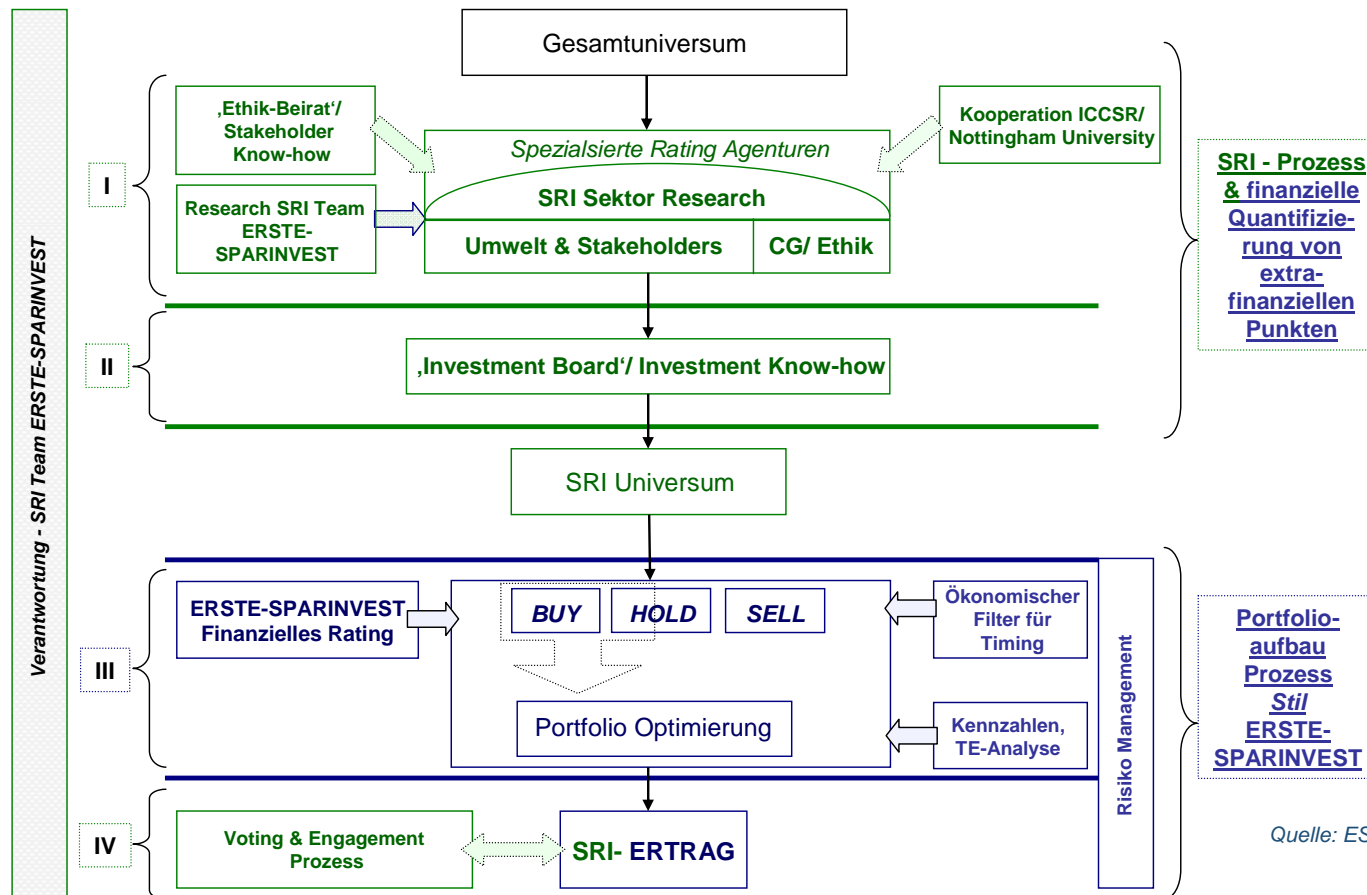 Gesamtuniversum
‚Ethik-Beirat‘/
Stakeholder
Know-how
Kooperation ICCSR/
Nottingham University
Spezialsierte Rating Agenturen
SRI Sektor Research
I
Research SRI Team
ERSTE-
SPARINVEST
Umwelt & Stakeholders
CG/ Ethik
SRI - Prozess
& finanzielle
Quantifizie-
rung von
extra-
finanziellen
Punkten
II
‚Investment Board‘/ Investment Know-how
Verantwortung - SRI Team ERSTE-SPARINVEST
SRI Universum
III
ERSTE-SPARINVEST
Finanzielles Rating
BUY
HOLD
SELL
Ökonomischer
Filter für
Timing
Portfolio Optimierung
Kennzahlen,
TE-Analyse
Risiko Management
Portfolio-
aufbau
Prozess
Stil
ERSTE-
SPARINVEST
IV
Voting & Engagement
Prozess
SRI- ERTRAG
Quelle: ES